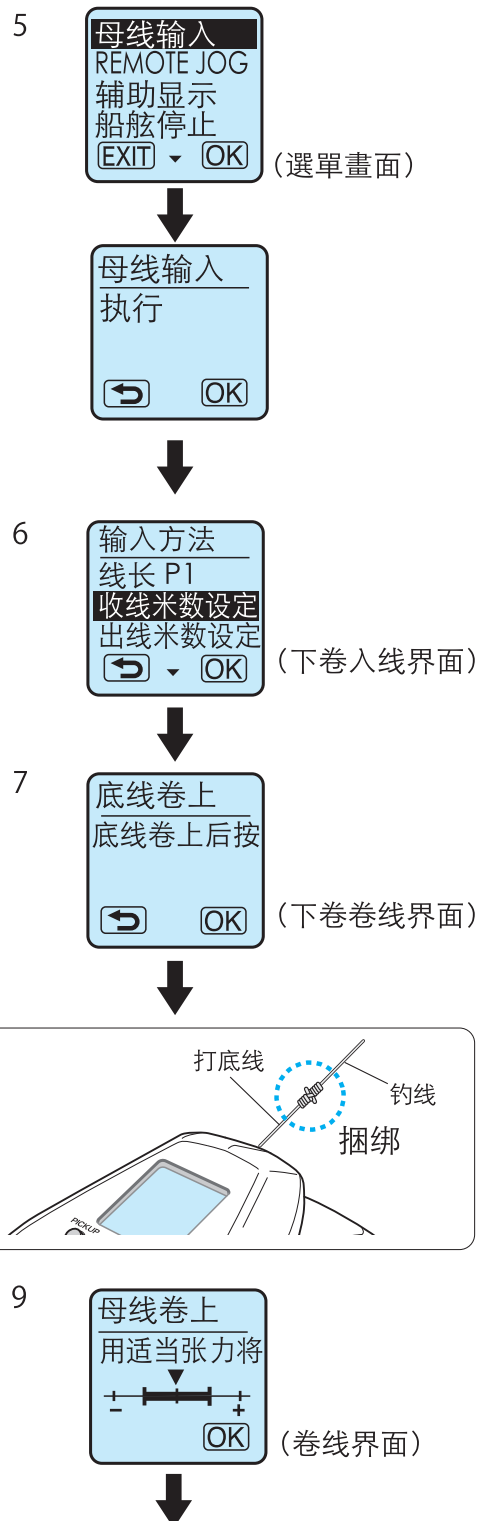 5
母线输入
REMOTE JOG
辅助显示
船舷停止
EXIT OK
（選單畫面）
母线输入
执行
OK
6
输入方法
线长 P1
收线米数设定
出线米数设定
OK
（下卷入线界面）
7
底线卷上
底线卷上后按
OK
（下卷卷线界面）
打底线
钓线
捆绑
PICKUP
9
母线卷上
用适当张力将
- +
OK
（卷线界面）